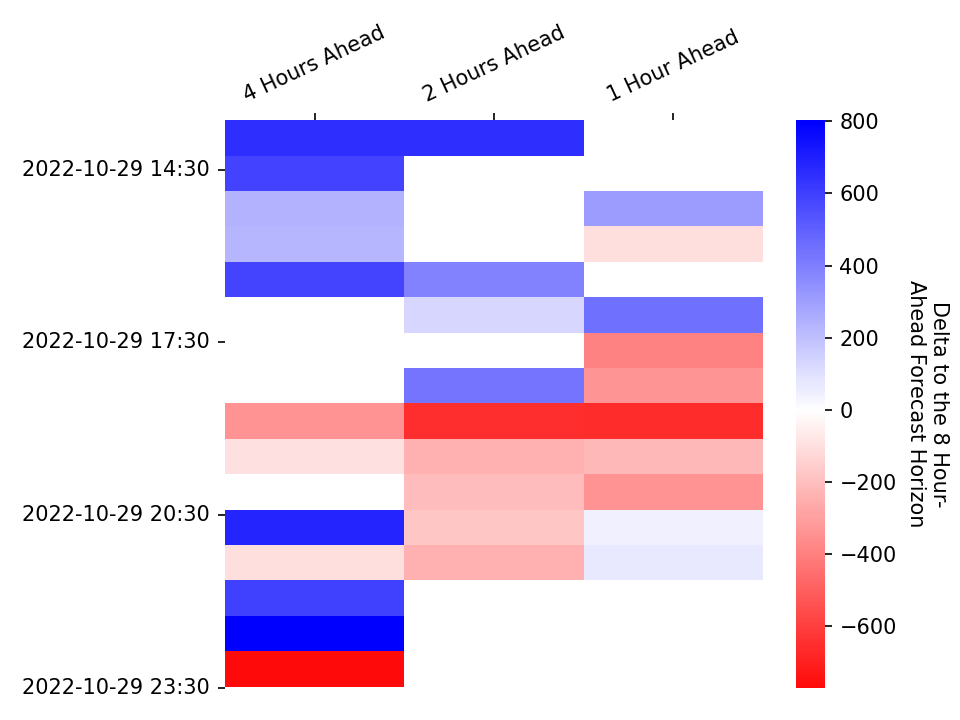 4 Hours Ahead
2 Hours Ahead
1 Hour Ahead
2022-10-29 14:30
2022-10-29 17:30
2022-10-29 20:30
2022-10-29 23:30
800
600
400
200
0
−200
−400
−600
Delta to the 8 Hour-
Ahead Forecast Horizon